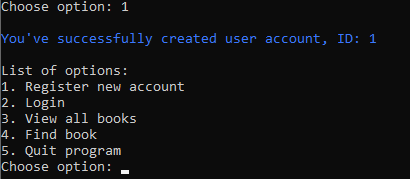 Choose option: 1
You've successfully created user account, ID: 1
List of options:
1. Register new account
2. Login
3. View all books
4. Find book
5. Quit program
Choose option: